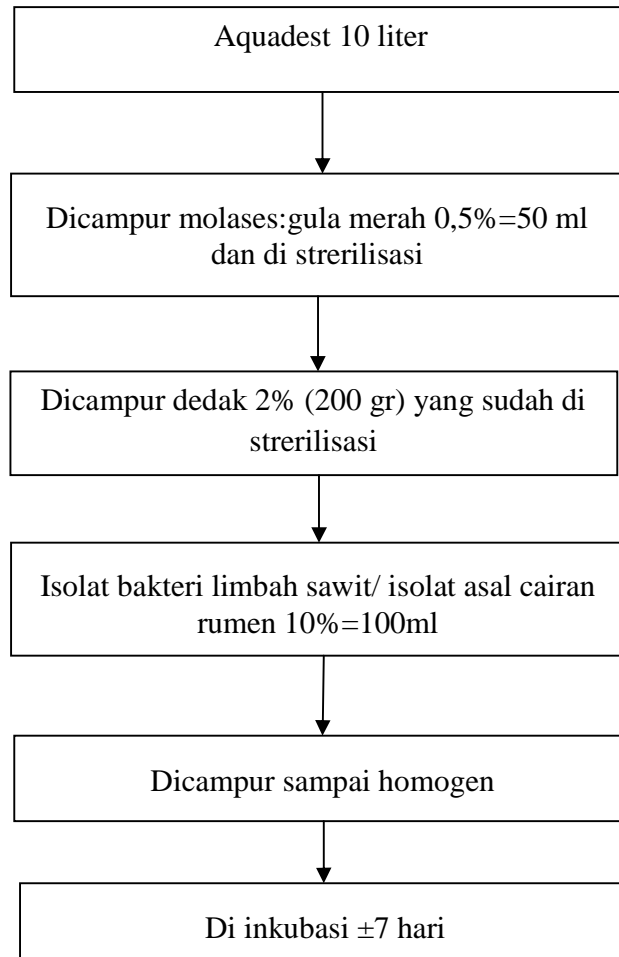 Aquadest 10 liter
Dicampur molases:gula merah 0,5%=50 ml
dan di strerilisasi
Dicampur dedak 2% (200 gr) yang sudah di
strerilisasi
Isolat bakteri limbah sawit/ isolat asal cairan
rumen 10%=100ml
Dicampur sampai homogen
Di inkubasi ±7 hari